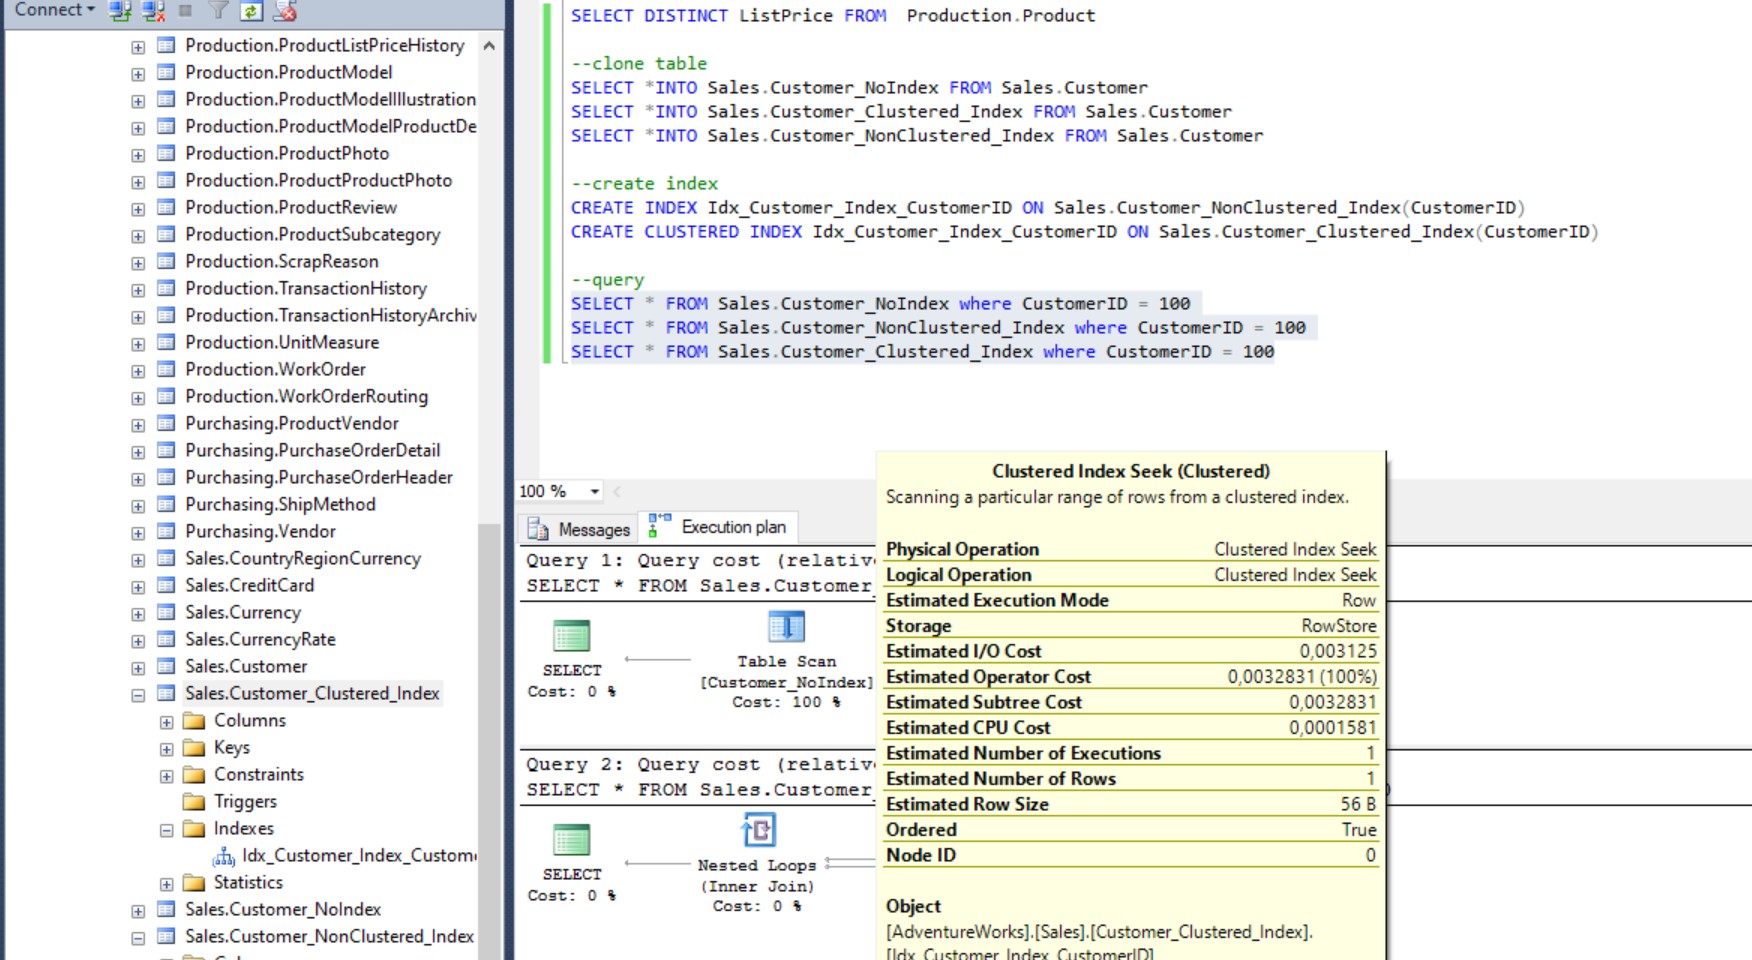 Connect
Production.ProductListPriceHistory
Production.ProductModel
Production.ProductModelIllustration
Production.ProductModelProductDe
Production.ProductPhoto
Production.ProductProductPhoto
Production.ProductReview
Production.ProductSubcategory
Production.ScrapReason
Production.TransactionHistory
Production.TransactionHistoryArchiv
Production.UnitMeasure
Production.WorkOrder
Production.WorkOrderRouting
Purchasing.ProductVendor
Purchasing.PurchaseOrderDetail
Purchasing.PurchaseOrderHeader
Purchasing.ShipMethod
Purchasing.Vendor
Sales.CountryRegionCurrency
Sales.CreditCard
Sales.Currency
Sales.CurrencyRate
Sales.Customer
Sales.Customer_Clustered_Index
Columns
Keys
Constraints
Triggers
Indexes
Idx_Customer_Index_Custome
Statistics
Sales.Customer_NoIndex
Sales.Customer_NonClustered_Index
SELECT DISTINCT ListPrice FROM  Production.Product
--clone table
SELECT *INTO Sales.Customer_NoIndex FROM Sales.Customer
SELECT *INTO Sales.Customer_Clustered_Index FROM Sales.Customer
SELECT *INTO Sales.Customer_NonClustered_Index FROM Sales.Customer
--create index
CREATE INDEX Idx_Customer_Index_CustomerID ON Sales.Customer_NonClustered_Index(CustomerID)
CREATE CLUSTERED INDEX Idx_Customer_Index_CustomerID ON Sales.Customer_Clustered_Index(CustomerID)
--query
SELECT * FROM Sales.Customer_NoIndex where CustomerID = 100
SELECT * FROM Sales.Customer_NonClustered_Index where CustomerID = 100
SELECT * FROM Sales.Customer_Clustered_Index where CustomerID = 100
100 %
Messages Execution plan
Query 1: Query cost (relative
SELECT * FROM Sales.Customer_
SELECT
Cost: 0 %
Table Scan
[Customer_NoIndex]
Cost: 100 %
Query 2: Query cost (relative
SELECT * FROM Sales.Customer_
SELECT
Cost: 0 %
Nested Loops
(Inner Join)
Cost: 0 %
Clustered Index Seek (Clustered)
Scanning a particular range of rows from a clustered index.
Physical Operation Clustered Index Seek
Logical Operation Clustered Index Seek
Estimated Execution Mode Row
Storage RowStore
Estimated I/O Cost 0,003125
Estimated Operator Cost 0,0032831 (100%)
Estimated Subtree Cost 0,0032831
Estimated CPU Cost 0,0001581
Estimated Number of Executions 1
Estimated Number of Rows 1
Estimated Row Size 56 B
Ordered True
Node ID 0
Object
[AdventureWorks].[Sales].[Customer_Clustered_Index].
[Idx_Customer_Index_CustomerID]